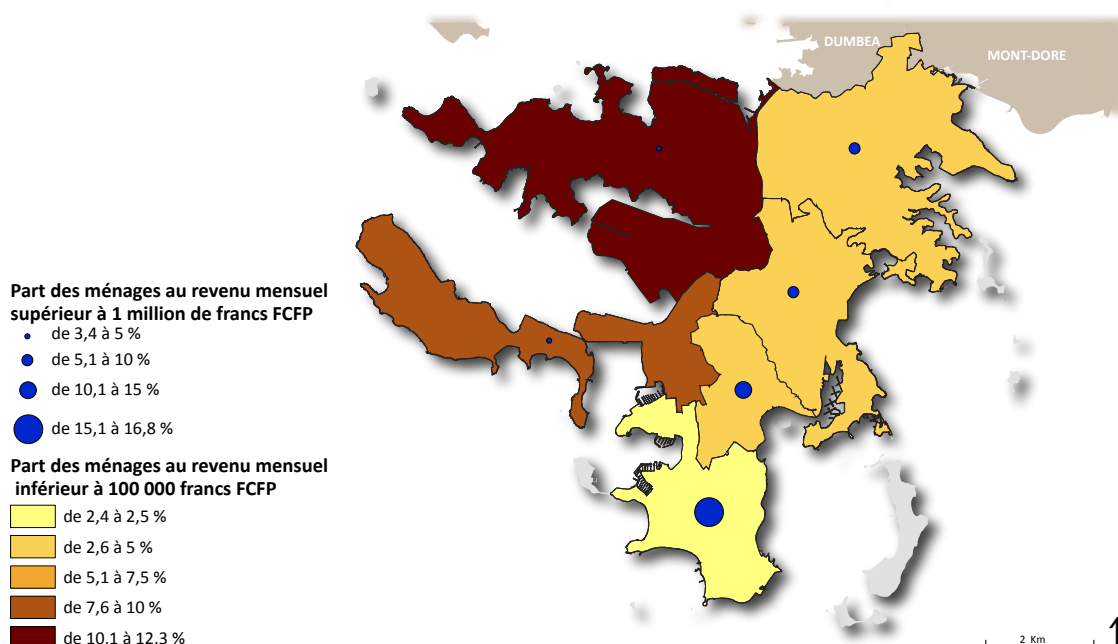 DUMBEA
MONT-DORE
Part des ménages au revenu mensuel
supérieur à 1 million de francs FCFP
de 3,4 à 5 %
de 5,1 à 10 %
de 10,1 à 15 %
de 15,1 à 16,8 %
Part des ménages au revenu mensuel
inférieur à 100 000 francs FCFP
de 2,4 à 2,5 %
de 2,6 à 5 %
de 5,1 à 7,5 %
de 7,6 à 10 %
de 10,1 à 12,3 %
2 Km